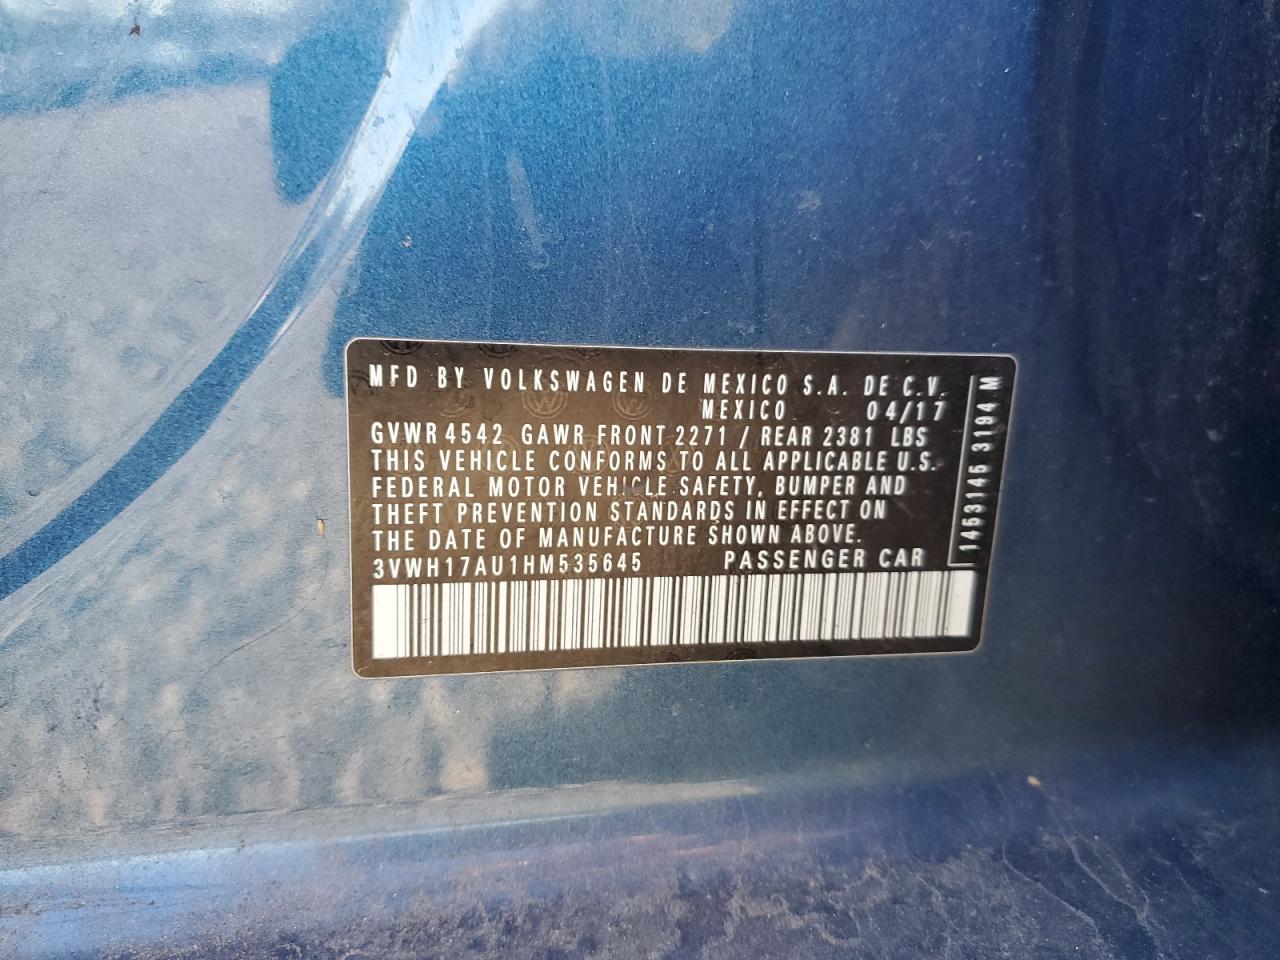 MFD BY VOLKSWAGEN DE MEXICO S.A. DE C.V.
MEXICO 04/17
GVWR 4542 GAWR FRONT 2271 / REAR 2381 LBS
THIS VEHICLE CONFORMS TO ALL APPLICABLE U.S.
FEDERAL MOTOR VEHICLE SAFETY, BUMPER AND
THEFT PREVENTION STANDARDS IN EFFECT ON
THE DATE OF MANUFACTURE SHOWN ABOVE.
3VWH17AU1HM535645 PASSENGER CAR
1453145 3194 M